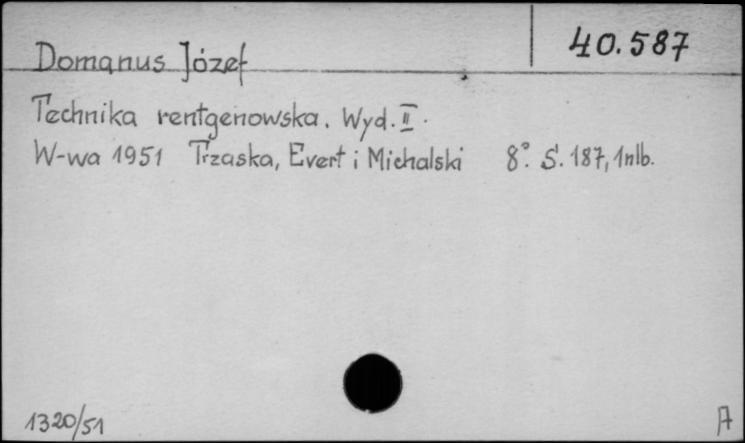 40.587
Domanus Józef
Technika rentgenowska. Wyd. II.
W-wa 1951 Trzaska, Evert i Michalski 8° S. 187, 1nlb.
1320/51
A